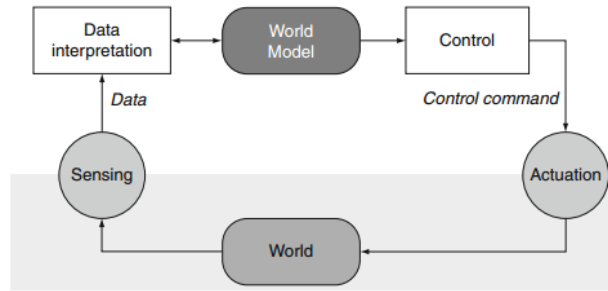 Data
interpretation
World
Model
Control
Data
Control command
Sensing
Actuation
World